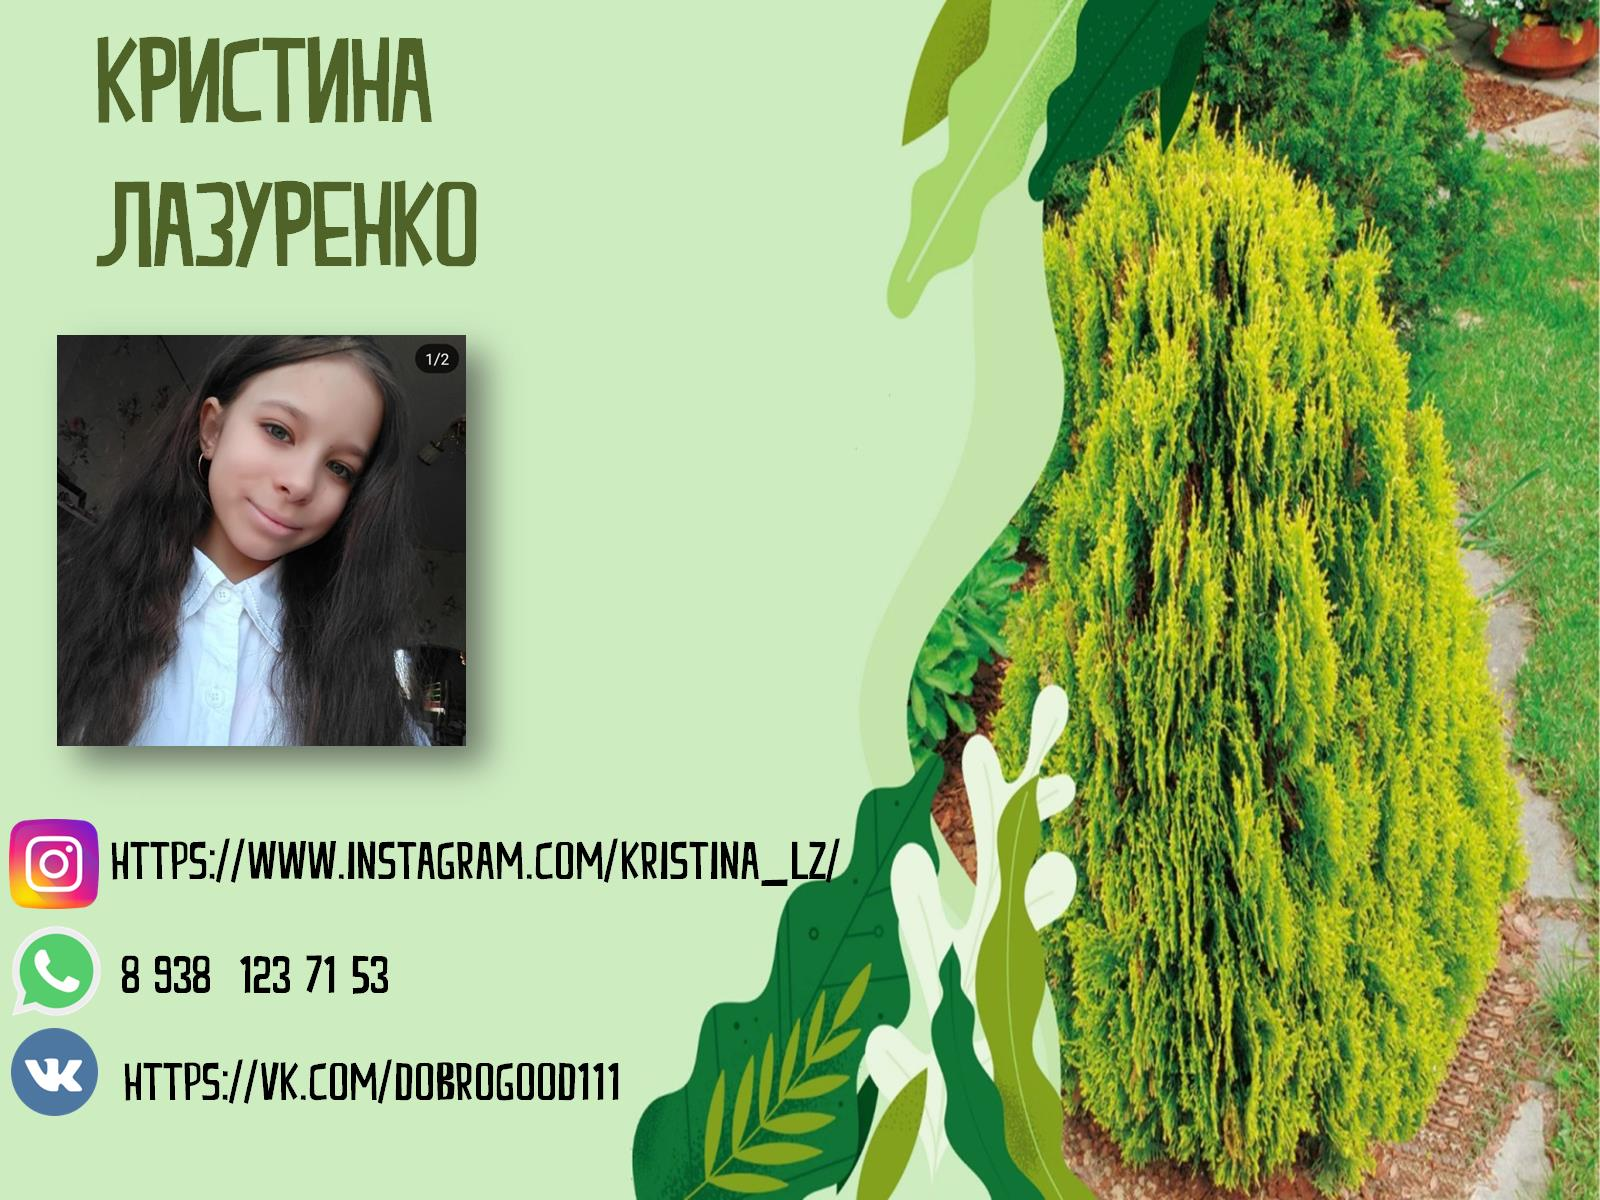 КРИСТИНА
ЛАЗУРЕНКО
1/2
HTTPS://WWW.INSTAGRAM.COM/KRISTINA_LZ/
8 938 123 71 53
HTTPS://VK.COM/DOBROGOOD111